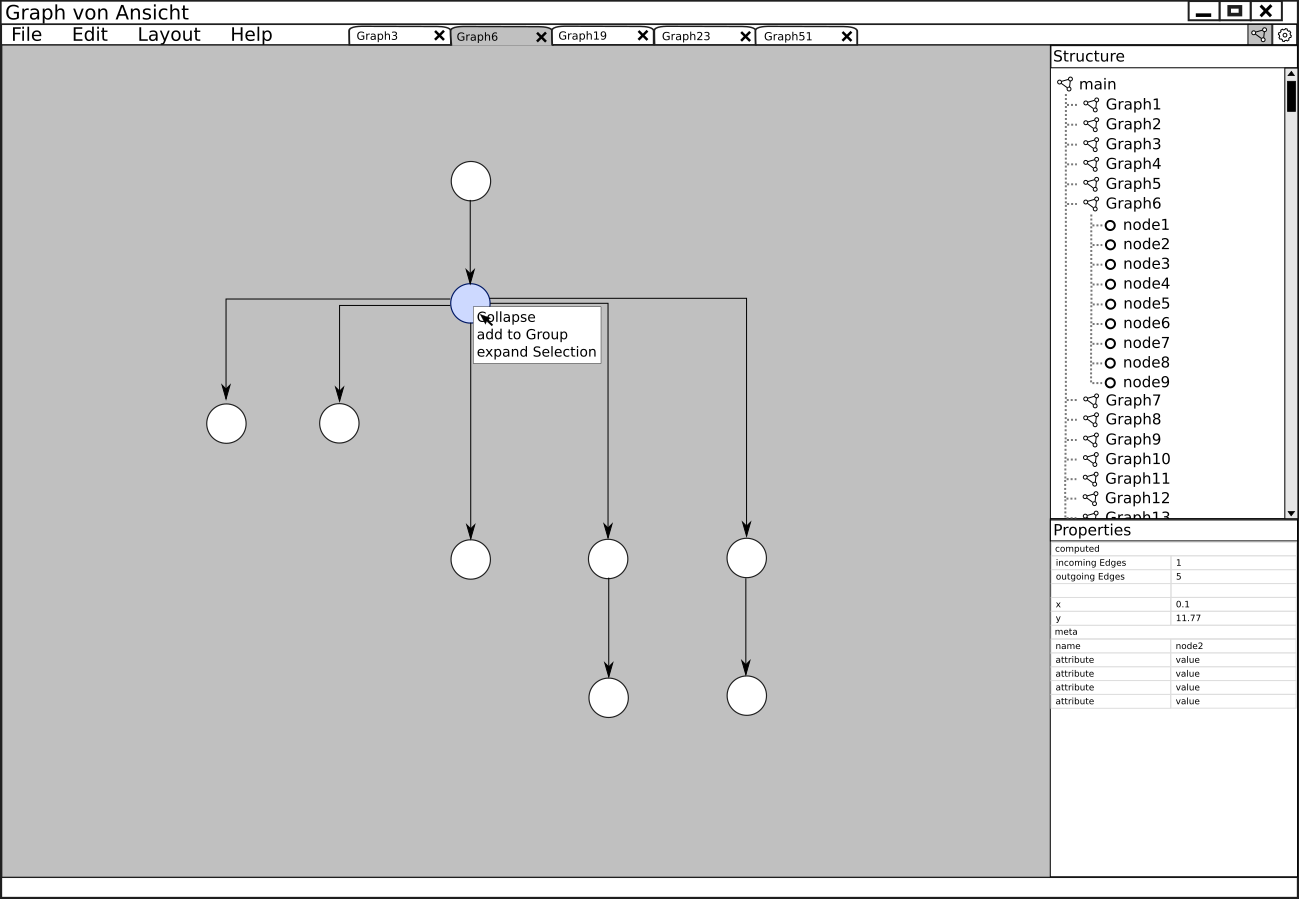 Graph von Ansicht
File Edit Layout Help Graph3 Graph6 Graph19 Graph23 Graph51
Structure
main
Graph1
Graph2
Graph3
Graph4
Graph5
Graph6
node1
node2
node3
node4
node5
node6
node7
node8
node9
Graph7
Graph8
Graph9
Graph10
Graph11
Graph12
Graph13
Collapse
add to Group
expand Selection
Properties
computed
incoming Edges 1
outgoing Edges 5
x 0.1
y 11.77
meta
name node2
attribute value
attribute value
attribute value
attribute value